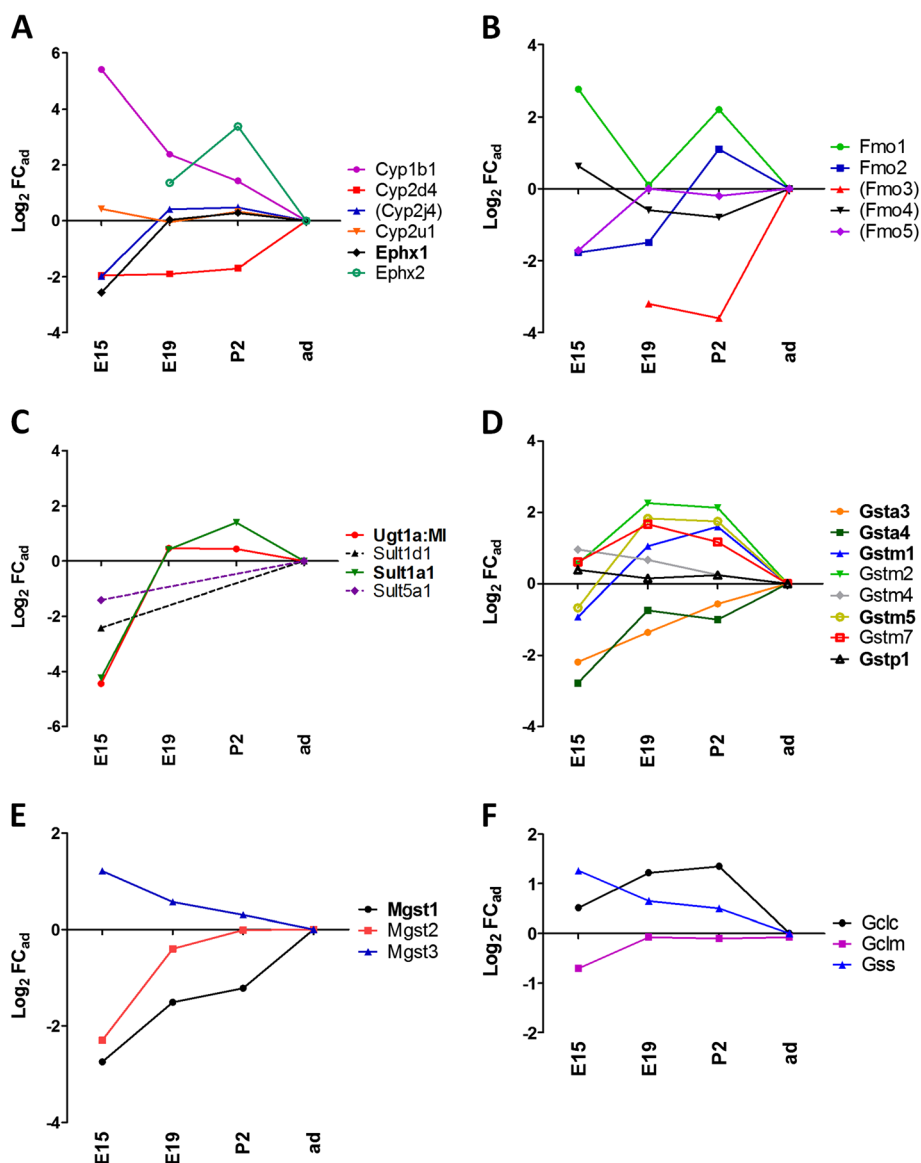 A
Log2 FCad
6
4
2
0
-2
-4
E15
E19
P2
ad
Cyp1b1
Cyp2d4
(Cyp2j4)
Cyp2u1
Ephx1
Ephx2
B
Log2 FCad
4
2
0
-2
-4
E15
E19
P2
ad
Fmo1
Fmo2
(Fmo3)
(Fmo4)
(Fmo5)
C
Log2 FCad
4
2
0
-2
-4
-6
E15
E19
P2
ad
Ugt1a:MI
Sult1d1
Sult1a1
Sult5a1
D
Log2 FCad
4
2
0
-2
-4
E15
E19
P2
ad
Gsta3
Gsta4
Gstm1
Gstm2
Gstm4
Gstm5
Gstm7
Gstp1
E
Log2 FCad
2
0
-2
-4
E15
E19
P2
ad
Mgst1
Mgst2
Mgst3
F
Log2 FCad
2
1
0
-1
-2
E15
E19
P2
ad
Gclc
Gclm
Gss